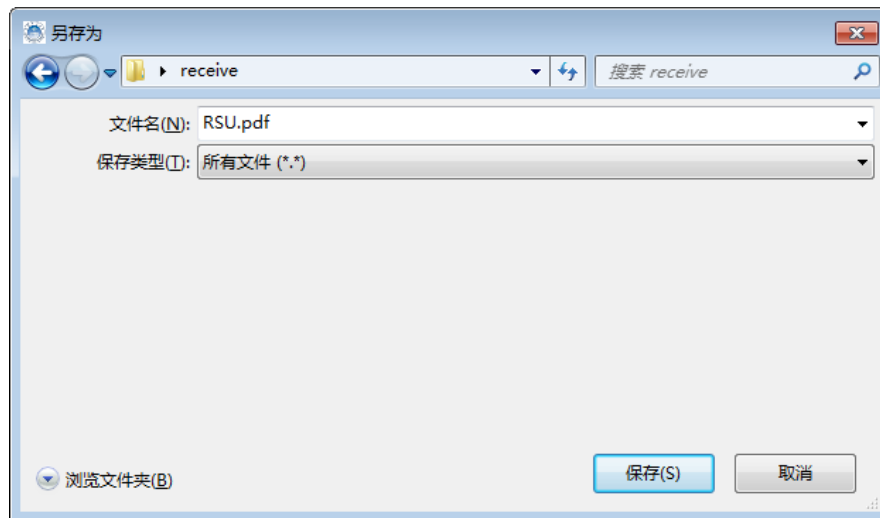 另存为
receive
搜索 receive
文件名(N): RSU.pdf
保存类型(T): 所有文件 (*.*)
浏览文件夹(B)
保存(S)
取消